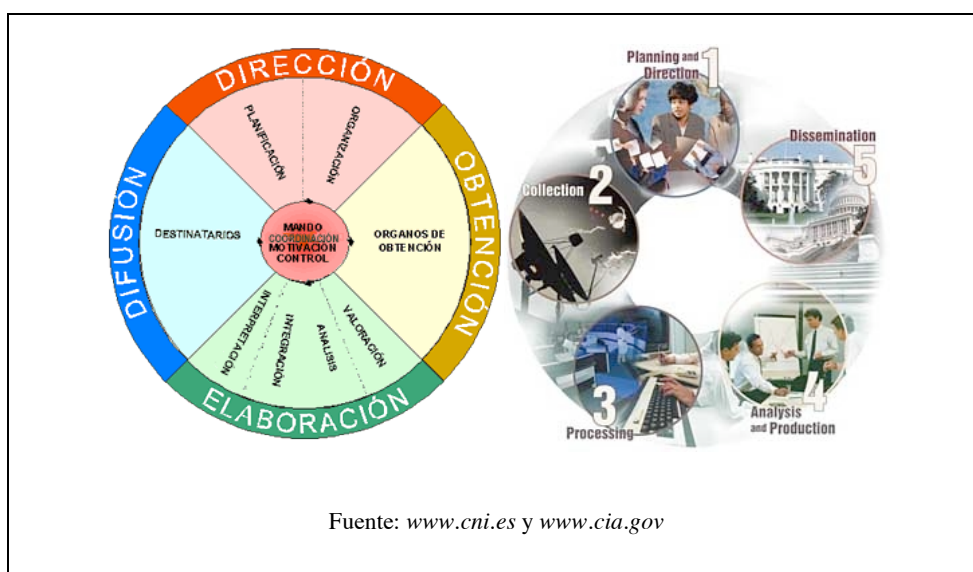 DIRECCIÓN
PLANIFICACIÓN
ORGANIZACIÓN
OBTENCIÓN
ORGANOS DE
OBTENCIÓN
ELABORACIÓN
VALORACIÓN
ANALISIS
INTEGRACIÓN
INTERPRETACION
DIFUSIÓN
DESTINATARIOS
MANDO
COORDINACIÓN
MOTIVACIÓN
CONTROL
Planning and
Direction
1
Collection
2
3
Processing
4
Analysis
and Production
Dissemination
5
Fuente: www.cni.es y www.cia.gov